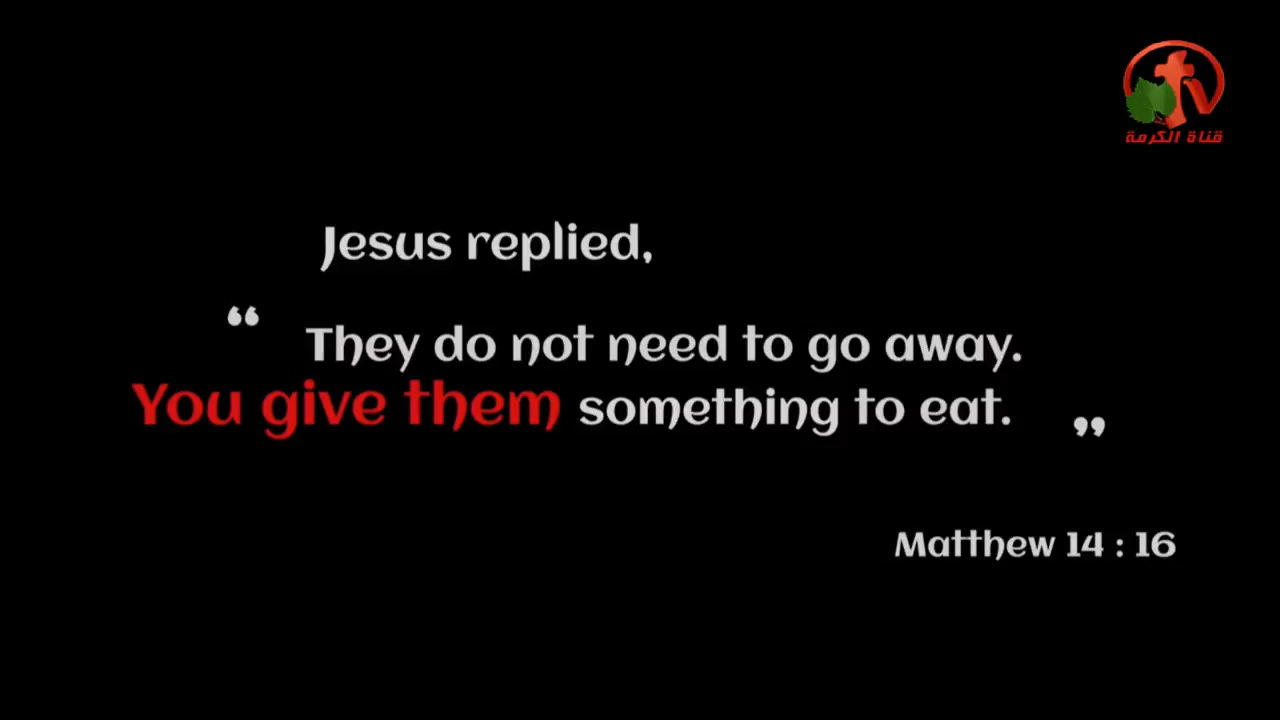 قناة الكرمة
Jesus replied,
“ They do not need to go away.
You give them something to eat. ”
Matthew 14 : 16